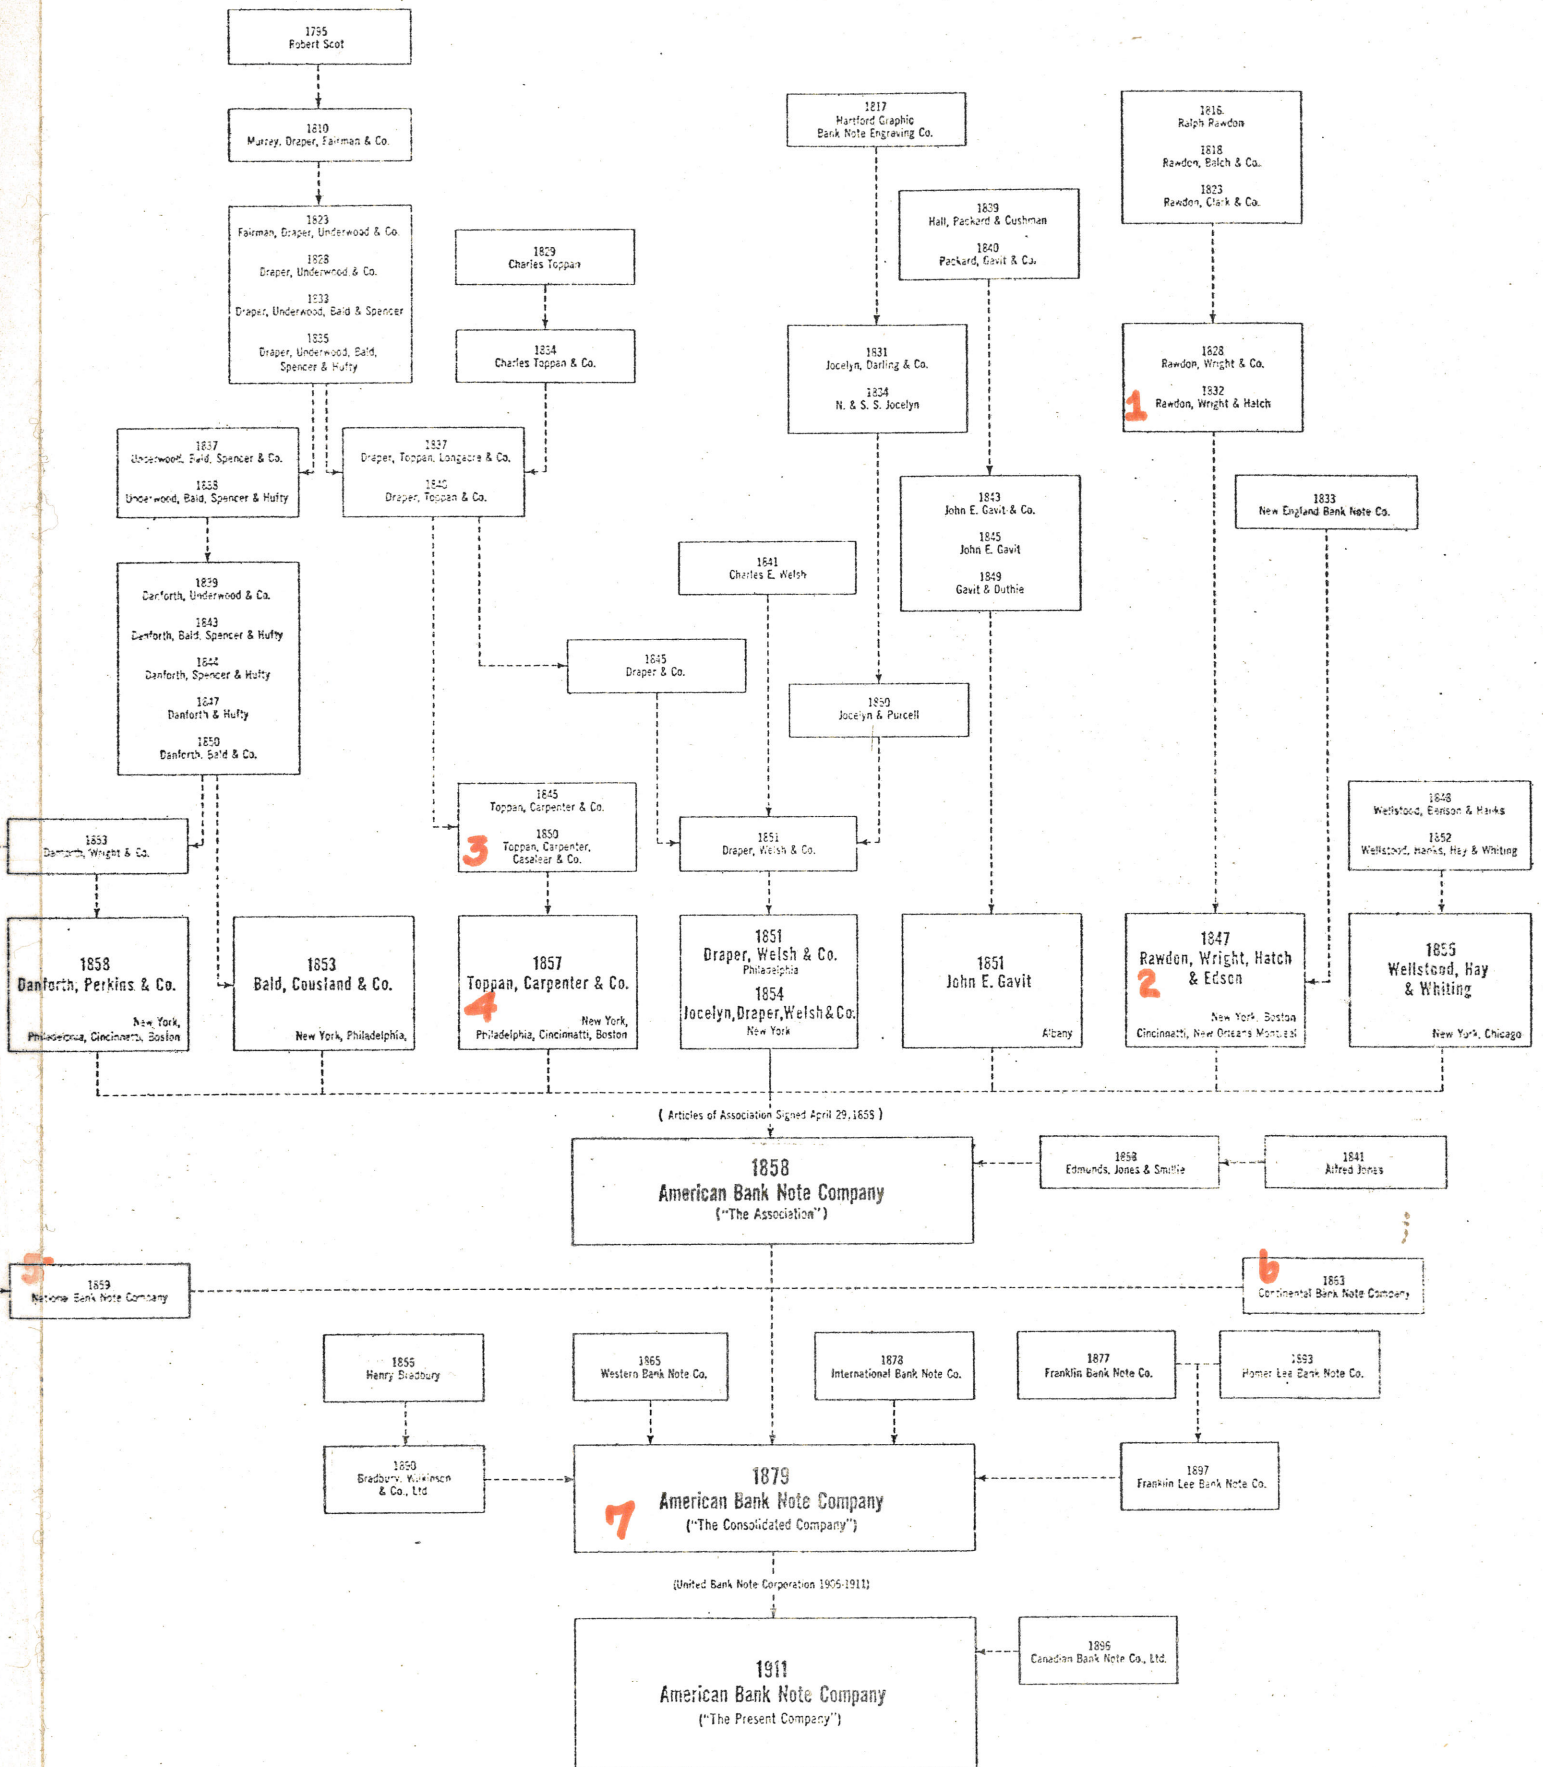 1795
Robert Scot
1810
Murray, Draper, Fairman & Co.
1823
Fairman, Draper, Underwood & Co.
1828
Draper, Underwood & Co.
1833
Draper, Underwood, Bald & Spencer
1835
Draper, Underwood, Bald,
Spencer & Hufty
1829
Charles Toppan
1834
Charles Toppan & Co.
1817
Hartford Graphic
Bank Note Engraving Co.
1839
Hall, Packard & Cushman
1840
Packard, Gavit & Co.
1816
Ralph Rawdon
1818
Rawdon, Balch & Co.
1823
Rawdon, Clark & Co.
1831
Jocelyn, Darling & Co.
1834
N. & S. S. Jocelyn
1828
Rawdon, Wright & Co.
1832
1 Rawdon, Wright & Hatch
1837
Underwood, Bald, Spencer & Co.
1838
Underwood, Bald, Spencer & Hufty
1837
Draper, Toppan, Longacre & Co.
1840
Draper, Toppan & Co.
1843
John E. Gavit & Co.
1845
John E. Gavit
1849
Gavit & Duthie
1833
New England Bank Note Co.
1839
Danforth, Underwood & Co.
1843
Danforth, Bald, Spencer & Hufty
1844
Danforth, Spencer & Hufty
1847
Danforth & Hufty
1850
Danforth, Bald & Co.
1841
Charles E. Welsh
1845
Draper & Co.
Jocelyn & Purcell
1853
Danforth, Wright & Co.
1845
Toppan, Carpenter & Co.
1850
3 Toppan, Carpenter,
Casilear & Co.
1851
Draper, Welsh & Co.
1848
Wellstood, Benson & Hanks
1852
Wellstood, Hanks, Hay & Whiting
1858
Danforth, Perkins & Co.
New York,
Philadelphia, Cincinnati, Boston
1853
Bald, Cousland & Co.
New York, Philadelphia,
1857
Toppan, Carpenter & Co.
4
New York,
Philadelphia, Cincinnatti, Boston
1851
Draper, Welsh & Co.
Philadelphia
1854
Jocelyn, Draper, Welsh & Co.
New York
1851
John E. Gavit
Albany
1847
Rawdon, Wright, Hatch
2 & Edson
New York, Boston
Cincinnatti, New Orleans Montreal
1855
Wellstood, Hay
& Whiting
New York, Chicago
( Articles of Association Signed April 29, 1858 )
1858
American Bank Note Company
("The Association")
1858
Edmunds, Jones & Smillie
1841
Alfred Jones
5
1859
National Bank Note Company
6
1863
Continental Bank Note Company
Henry Bradbury
1865
Western Bank Note Co.
1878
International Bank Note Co.
1877
Franklin Bank Note Co.
Homer Lee Bank Note Co.
Bradbury, Wilkinson
& Co., Ltd
1879
American Bank Note Company
7 ("The Consolidated Company")
1897
Franklin Lee Bank Note Co.
(United Bank Note Corporation 1906-1911)
1911
American Bank Note Company
("The Present Company")
Canadian Bank Note Co., Ltd.